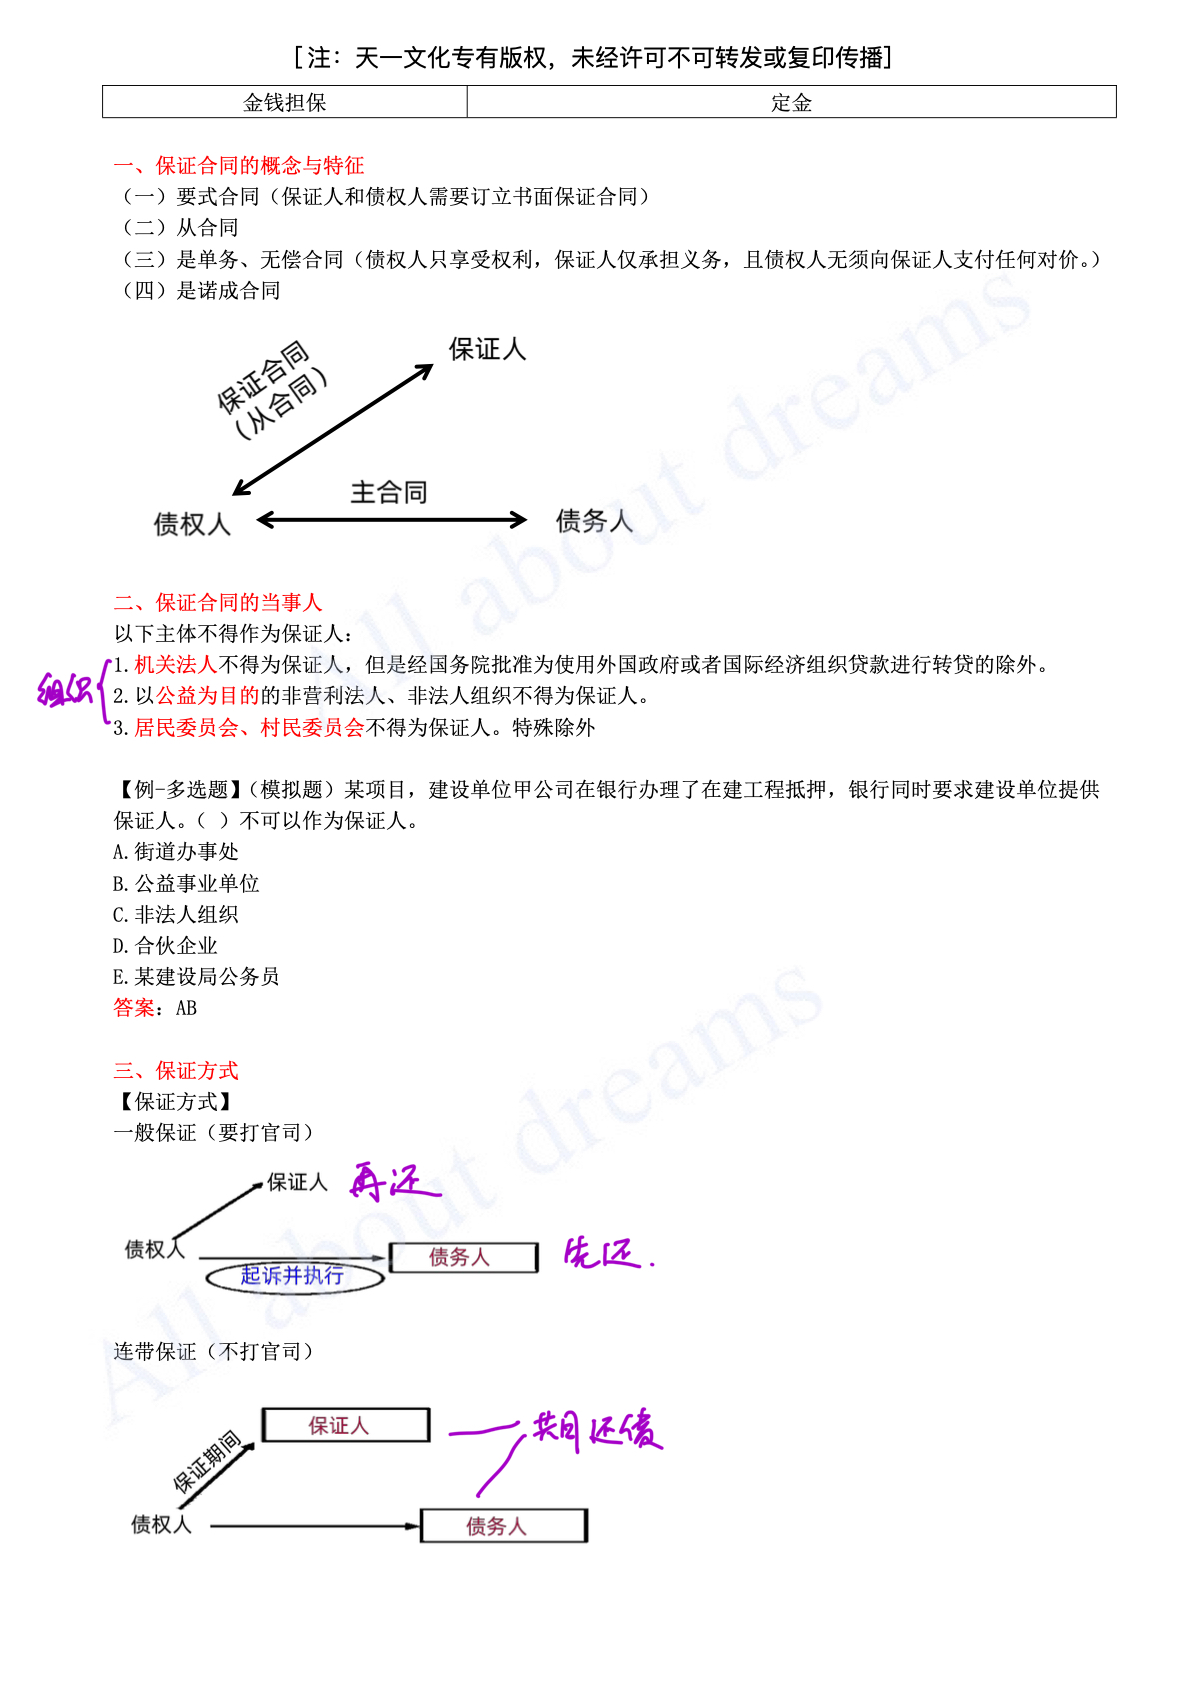 [注：天一文化专有版权，未经许可不可转发或复印传播]
金钱担保 定金
一、保证合同的概念与特征
（一）要式合同（保证人和债权人需要订立书面保证合同）
（二）从合同
（三）是单务、无偿合同（债权人只享受权利，保证人仅承担义务，且债权人无须向保证人支付任何对价。）
（四）是诺成合同
保证人
保证合同
（从合同）
主合同
债权人
债务人
二、保证合同的当事人
以下主体不得作为保证人：
1.机关法人不得为保证人，但是经国务院批准为使用外国政府或者国际经济组织贷款进行转贷的除外。
组织
2.以公益为目的的非营利法人、非法人组织不得为保证人。
3.居民委员会、村民委员会不得为保证人。特殊除外
【例-多选题】（模拟题）某项目，建设单位甲公司在银行办理了在建工程抵押，银行同时要求建设单位提供
保证人。（ ）不可以作为保证人。
A.街道办事处
B.公益事业单位
C.非法人组织
D.合伙企业
E.某建设局公务员
答案：AB
三、保证方式
【保证方式】
一般保证（要打官司）
保证人 再还
债权人
债务人 先还.
起诉并执行
连带保证（不打官司）
保证人 共同还债
保证期间
债权人
债务人
All about dreams
All about dreams